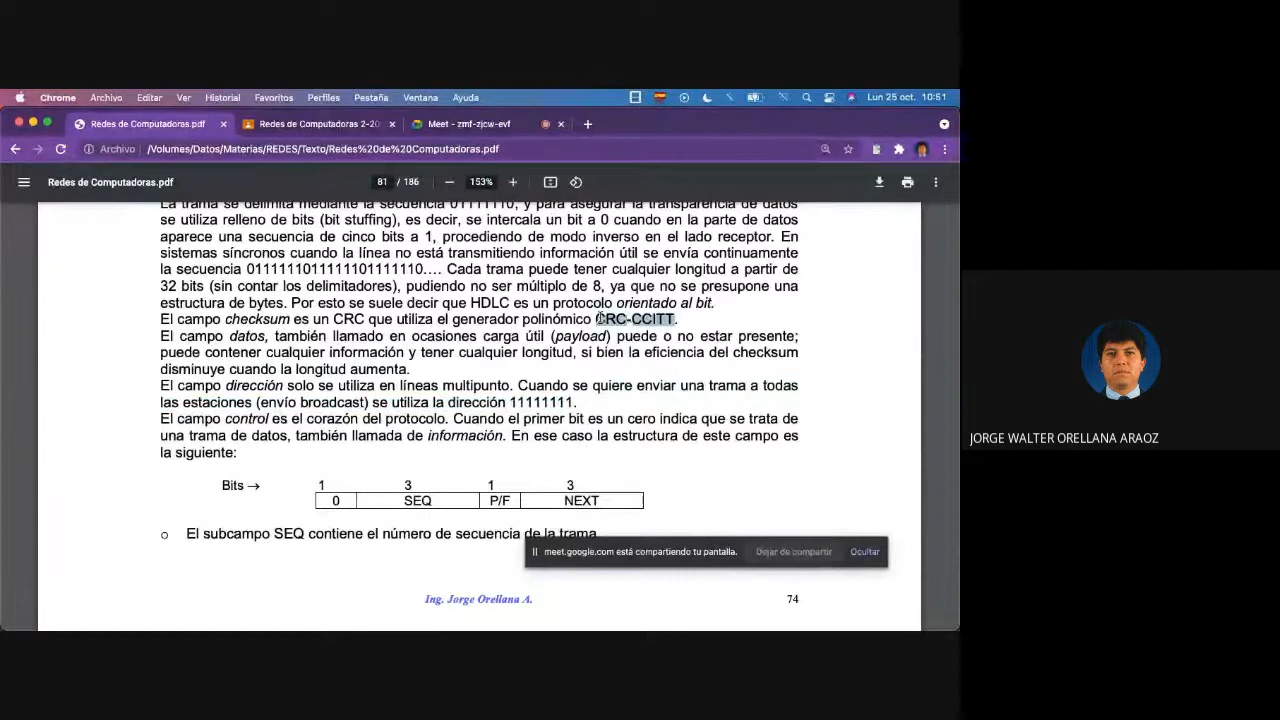 Chrome Archivo Editar Ver Historial Favoritos Perfiles Pestaña Ventana Ayuda Lun 25 oct. 10:51
Redes de Computadoras.pdf Redes de Computadoras 2-20 Meet - zmf-zjcw-evf
Archivo /Volumes/Datos/Materias/REDES/Texto/Redes%20de%20Computadoras.pdf
Redes de Computadoras.pdf 81 / 186 153%
La trama se delimita mediante la secuencia 01111110, y para asegurar la transparencia de datos
se utiliza relleno de bits (bit stuffing), es decir, se intercala un bit a 0 cuando en la parte de datos
aparece una secuencia de cinco bits a 1, procediendo de modo inverso en el lado receptor. En
sistemas síncronos cuando la línea no está transmitiendo información útil se envía continuamente
la secuencia 01111110111111101111110.... Cada trama puede tener cualquier longitud a partir de
32 bits (sin contar los delimitadores), pudiendo no ser múltiplo de 8, ya que no se presupone una
estructura de bytes. Por esto se suele decir que HDLC es un protocolo orientado al bit.
El campo checksum es un CRC que utiliza el generador polinómico CRC-CCITT.
El campo datos, también llamado en ocasiones carga útil (payload) puede o no estar presente;
puede contener cualquier información y tener cualquier longitud, si bien la eficiencia del checksum
disminuye cuando la longitud aumenta.
El campo dirección solo se utiliza en líneas multipunto. Cuando se quiere enviar una trama a todas
las estaciones (envío broadcast) se utiliza la dirección 11111111.
El campo control es el corazón del protocolo. Cuando el primer bit es un cero indica que se trata de
una trama de datos, también llamada de información. En ese caso la estructura de este campo es
la siguiente:
Bits → 1 3 1 3
0 SEQ P/F NEXT
o El subcampo SEQ contiene el número de secuencia de la trama.
meet.google.com está compartiendo tu pantalla. Dejar de compartir Ocultar
Ing. Jorge Orellana A. 74
JORGE WALTER ORELLANA ARAOZ